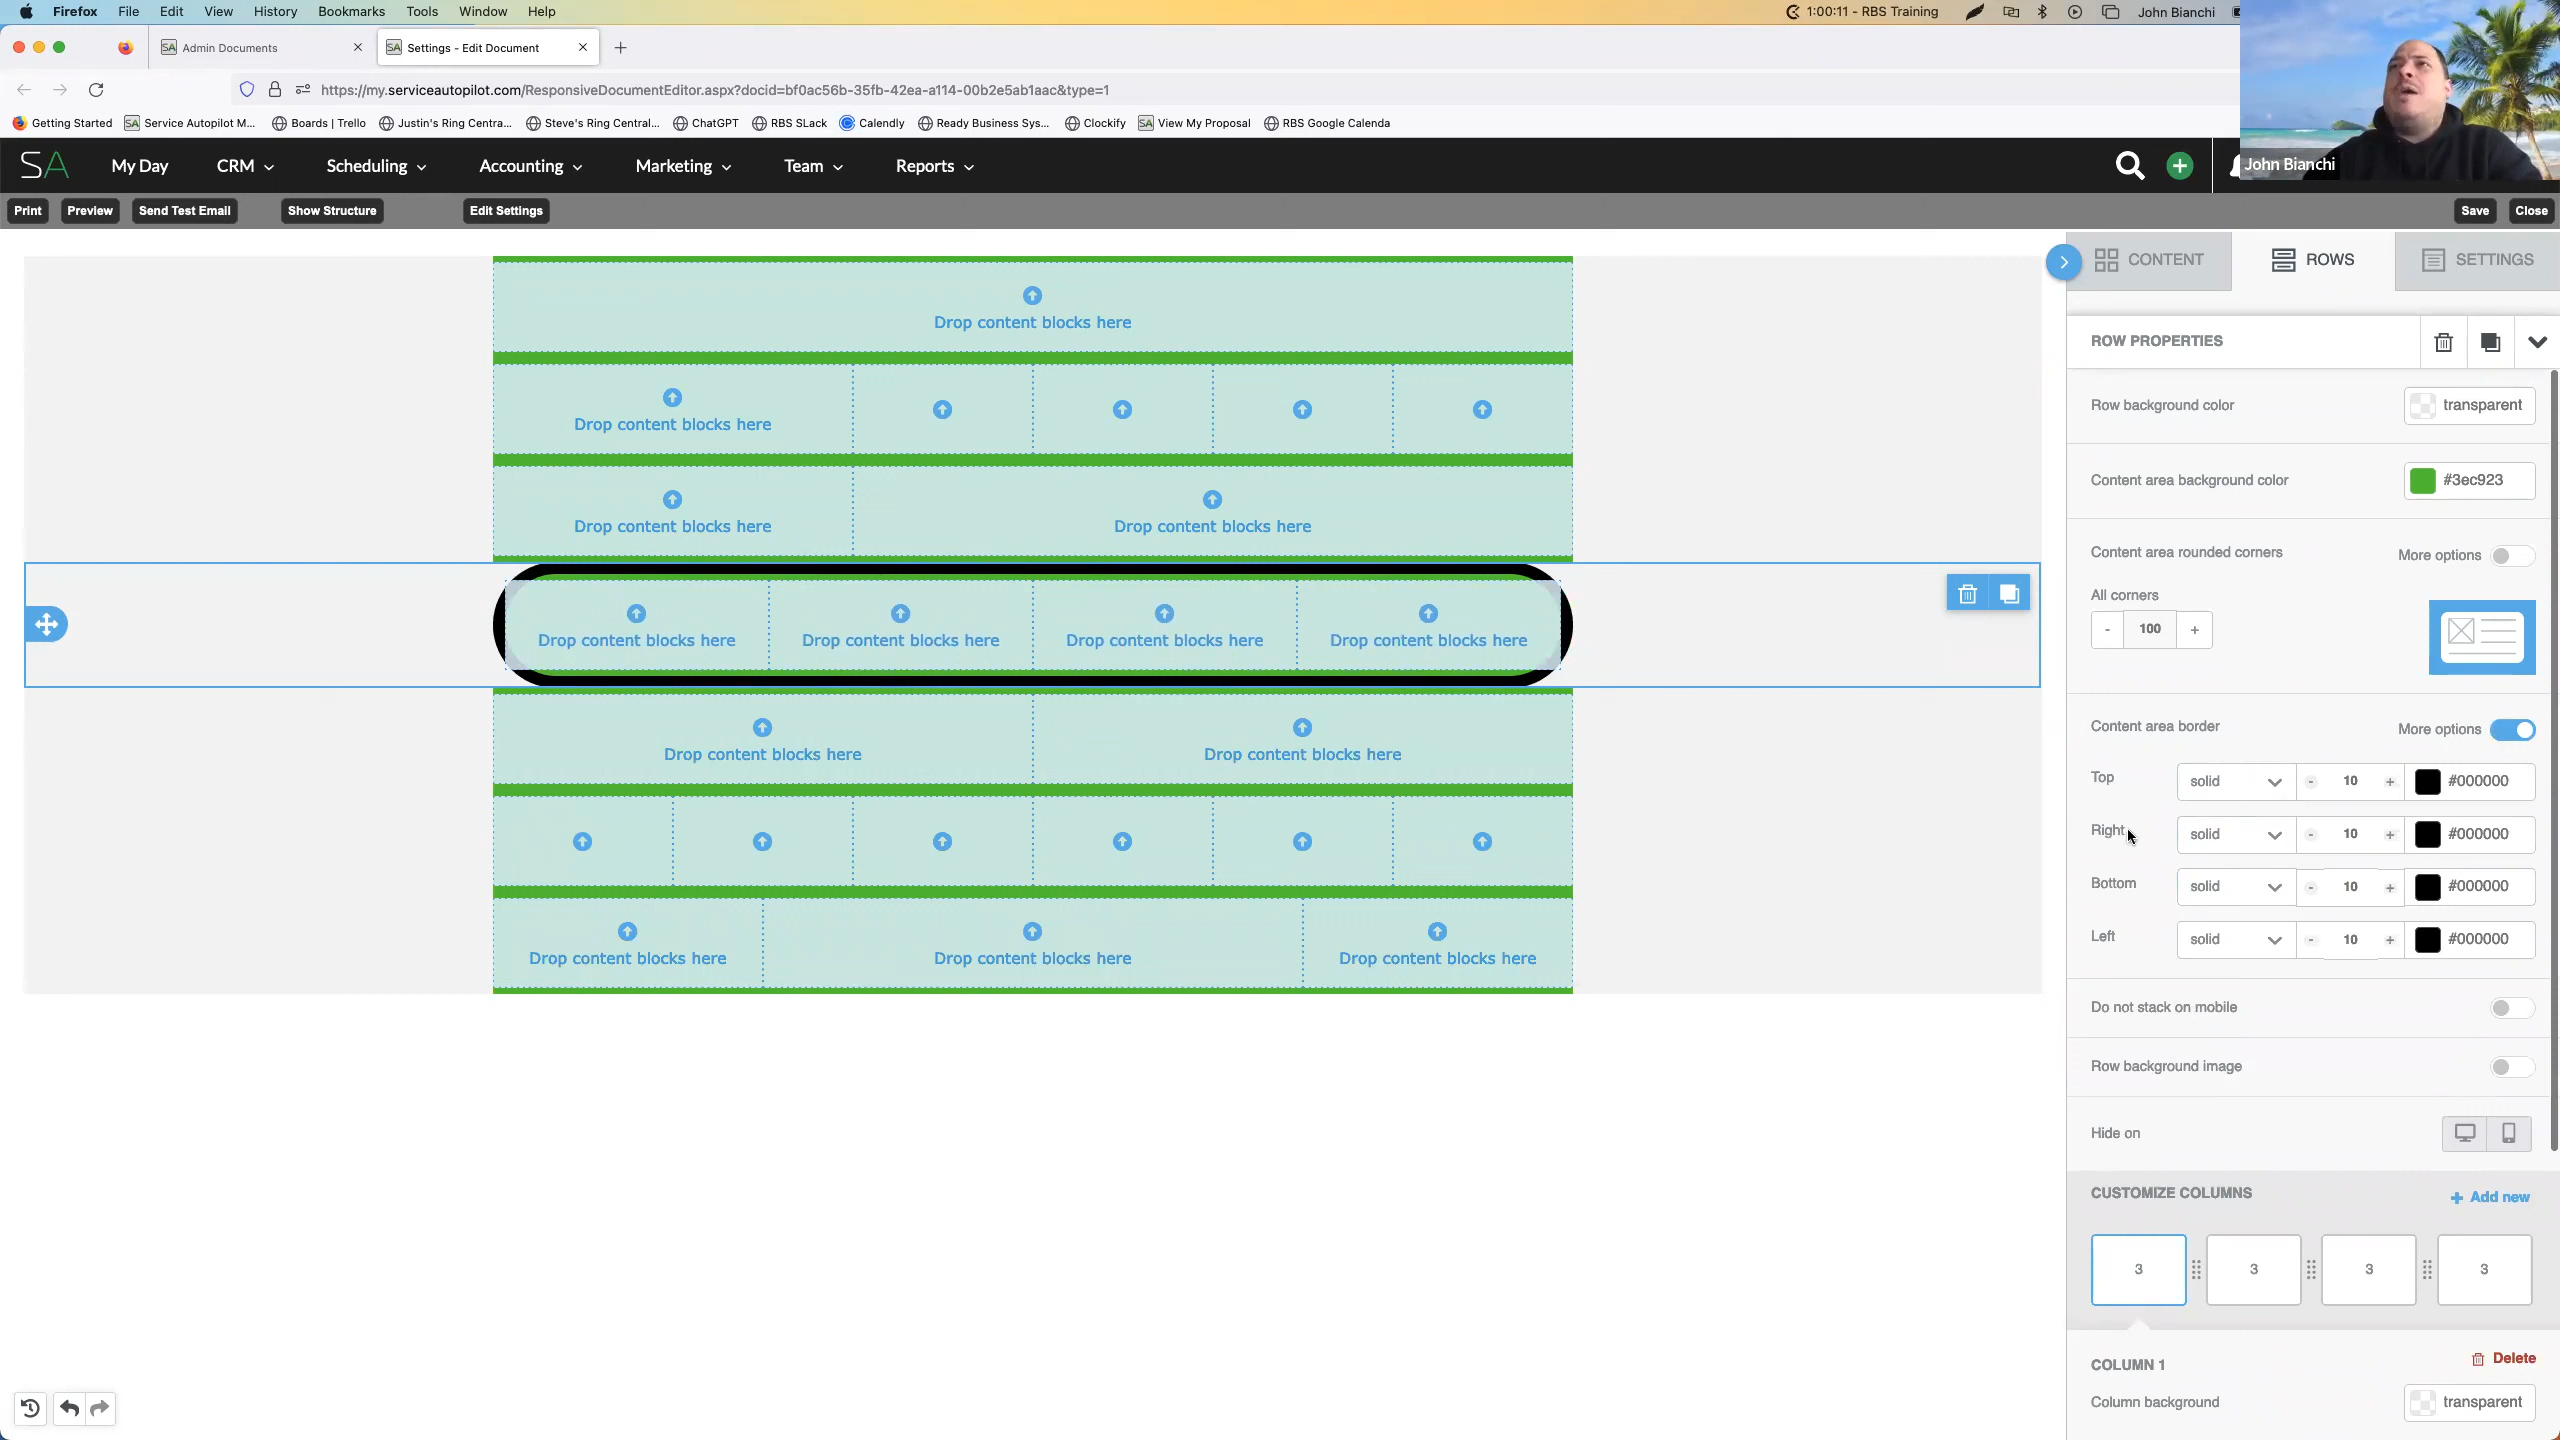 Firefox File Edit View History Bookmarks Tools Window Help 1:00:11 - RBS Training John Bianchi
Admin Documents Settings - Edit Document
https://my.serviceautopilot.com/ResponsiveDocumentEditor.aspx?docid=bf0ac56b-35fb-42ea-a114-00b2e5ab1aac&type=1
Getting Started Service Autopilot M... Boards | Trello Justin's Ring Centra... Steve's Ring Central... ChatGPT RBS SLack Calendly Ready Business Sys... Clockify View My Proposal RBS Google Calenda
SA My Day CRM Scheduling Accounting Marketing Team Reports John Bianchi
Print Preview Send Test Email Show Structure Edit Settings Save Close
CONTENT ROWS SETTINGS
Drop content blocks here
Drop content blocks here
Drop content blocks here Drop content blocks here
Drop content blocks here Drop content blocks here Drop content blocks here Drop content blocks here
Drop content blocks here Drop content blocks here
Drop content blocks here Drop content blocks here Drop content blocks here
ROW PROPERTIES
Row background color transparent
Content area background color #3ec923
Content area rounded corners More options
All corners
- 100 +
Content area border More options
Top solid - 10 + #000000
Right solid - 10 + #000000
Bottom solid - 10 + #000000
Left solid - 10 + #000000
Do not stack on mobile
Row background image
Hide on
CUSTOMIZE COLUMNS + Add new
3 3 3 3
COLUMN 1 Delete
Column background transparent